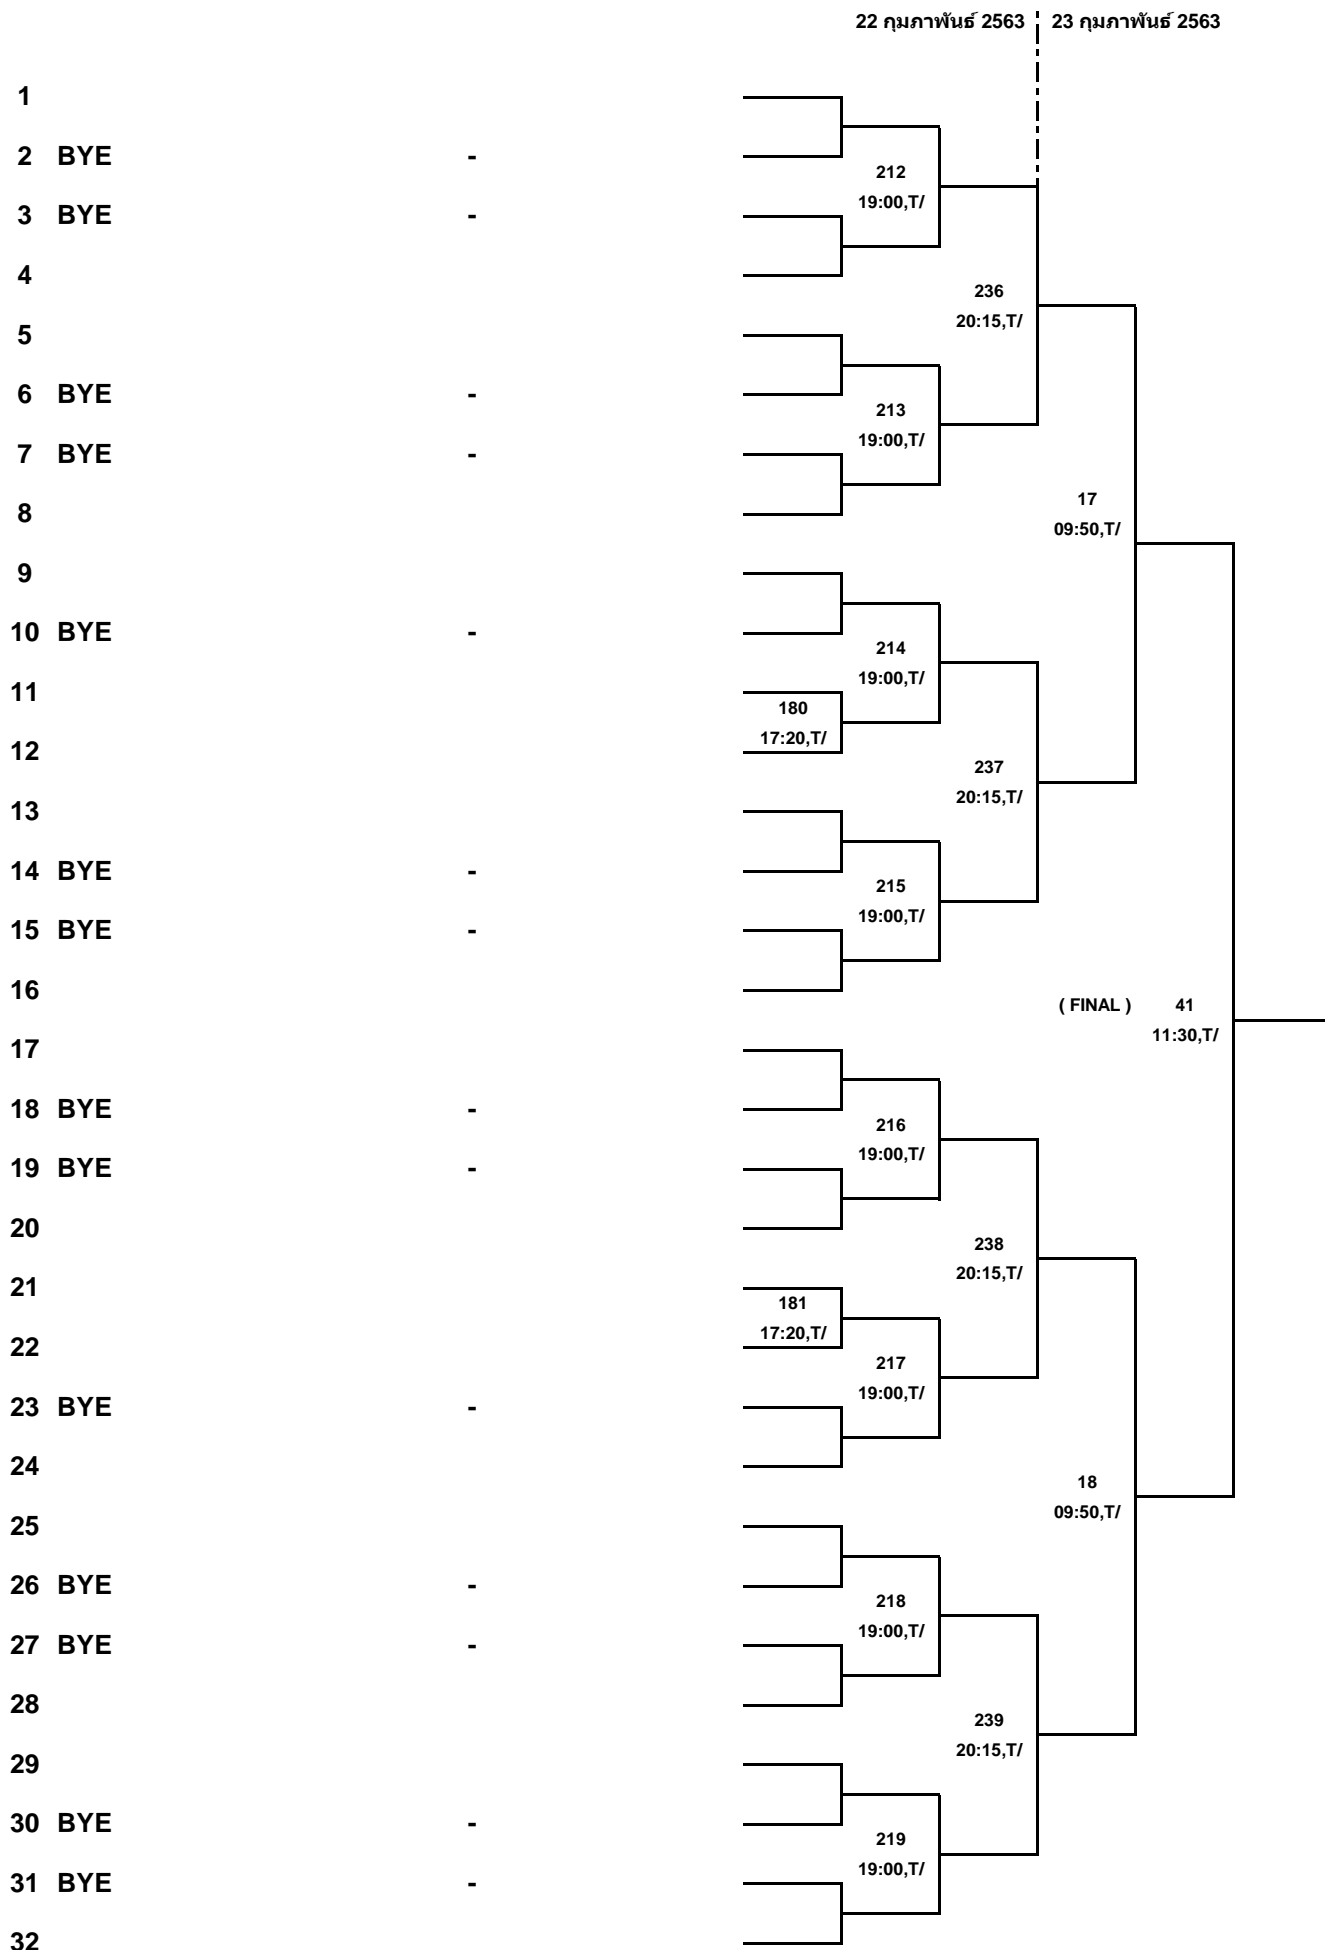 22 กุมภาพันธ์ 2563 23 กุมภาพันธ์ 2563
1
2 BYE -
212
19:00,T/
3 BYE -
4
236
20:15,T/
5
6 BYE -
213
19:00,T/
7 BYE -
8
17
09:50,T/
9
10 BYE -
214
19:00,T/
11
180
17:20,T/
12
237
20:15,T/
13
14 BYE -
215
19:00,T/
15 BYE -
16
( FINAL ) 41
11:30,T/
17
18 BYE -
216
19:00,T/
19 BYE -
20
238
20:15,T/
21
181
17:20,T/
22
217
19:00,T/
23 BYE -
24
18
09:50,T/
25
26 BYE -
218
19:00,T/
27 BYE -
28
239
20:15,T/
29
30 BYE -
219
19:00,T/
31 BYE -
32